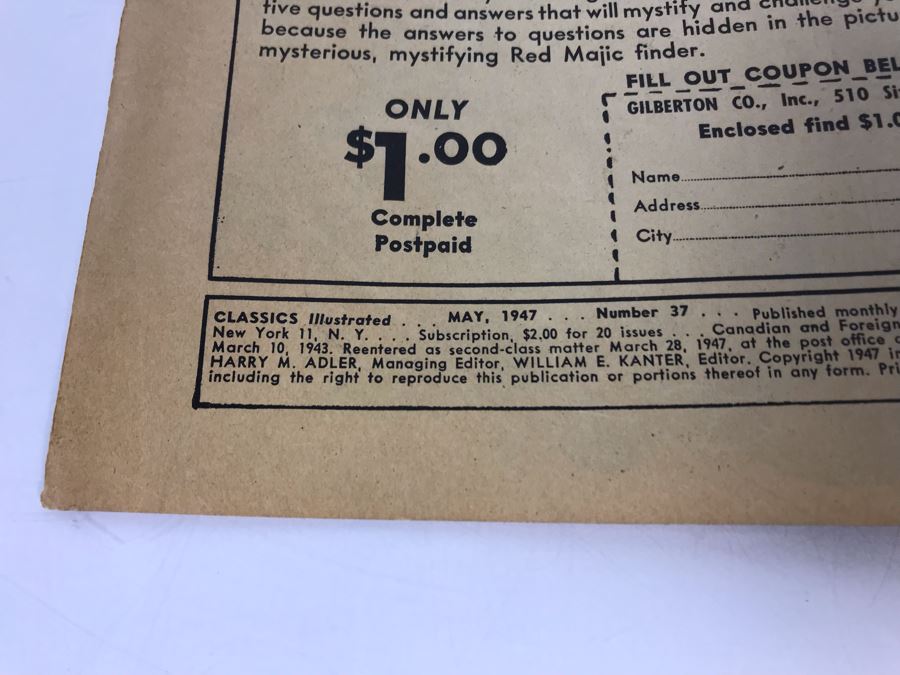 tive questions and answers that will mystify and challenge
because the answers to questions are hidden in the
mysterious, mystifying Red Majic finder.
ONLY
$1.00
Complete
Postpaid
FILL OUT COUPON
GILBERTON CO., Inc., 510
Enclosed find
Name
Address
City
CLASSICS Illustrated . . . MAY, 1947 . . . Number 37 . . . Published monthly
New York 11, N. Y. . . . Subscription, $2.00 for 20 issues . . . Canadian and Foreign
March 10, 1943. Reentered as second-class matter March 28, 1947, at the post office
HARRY M. ADLER, Managing Editor, WILLIAM E. KANTER, Editor. Copyright 1947
including the right to reproduce this publication or portions thereof in any form.